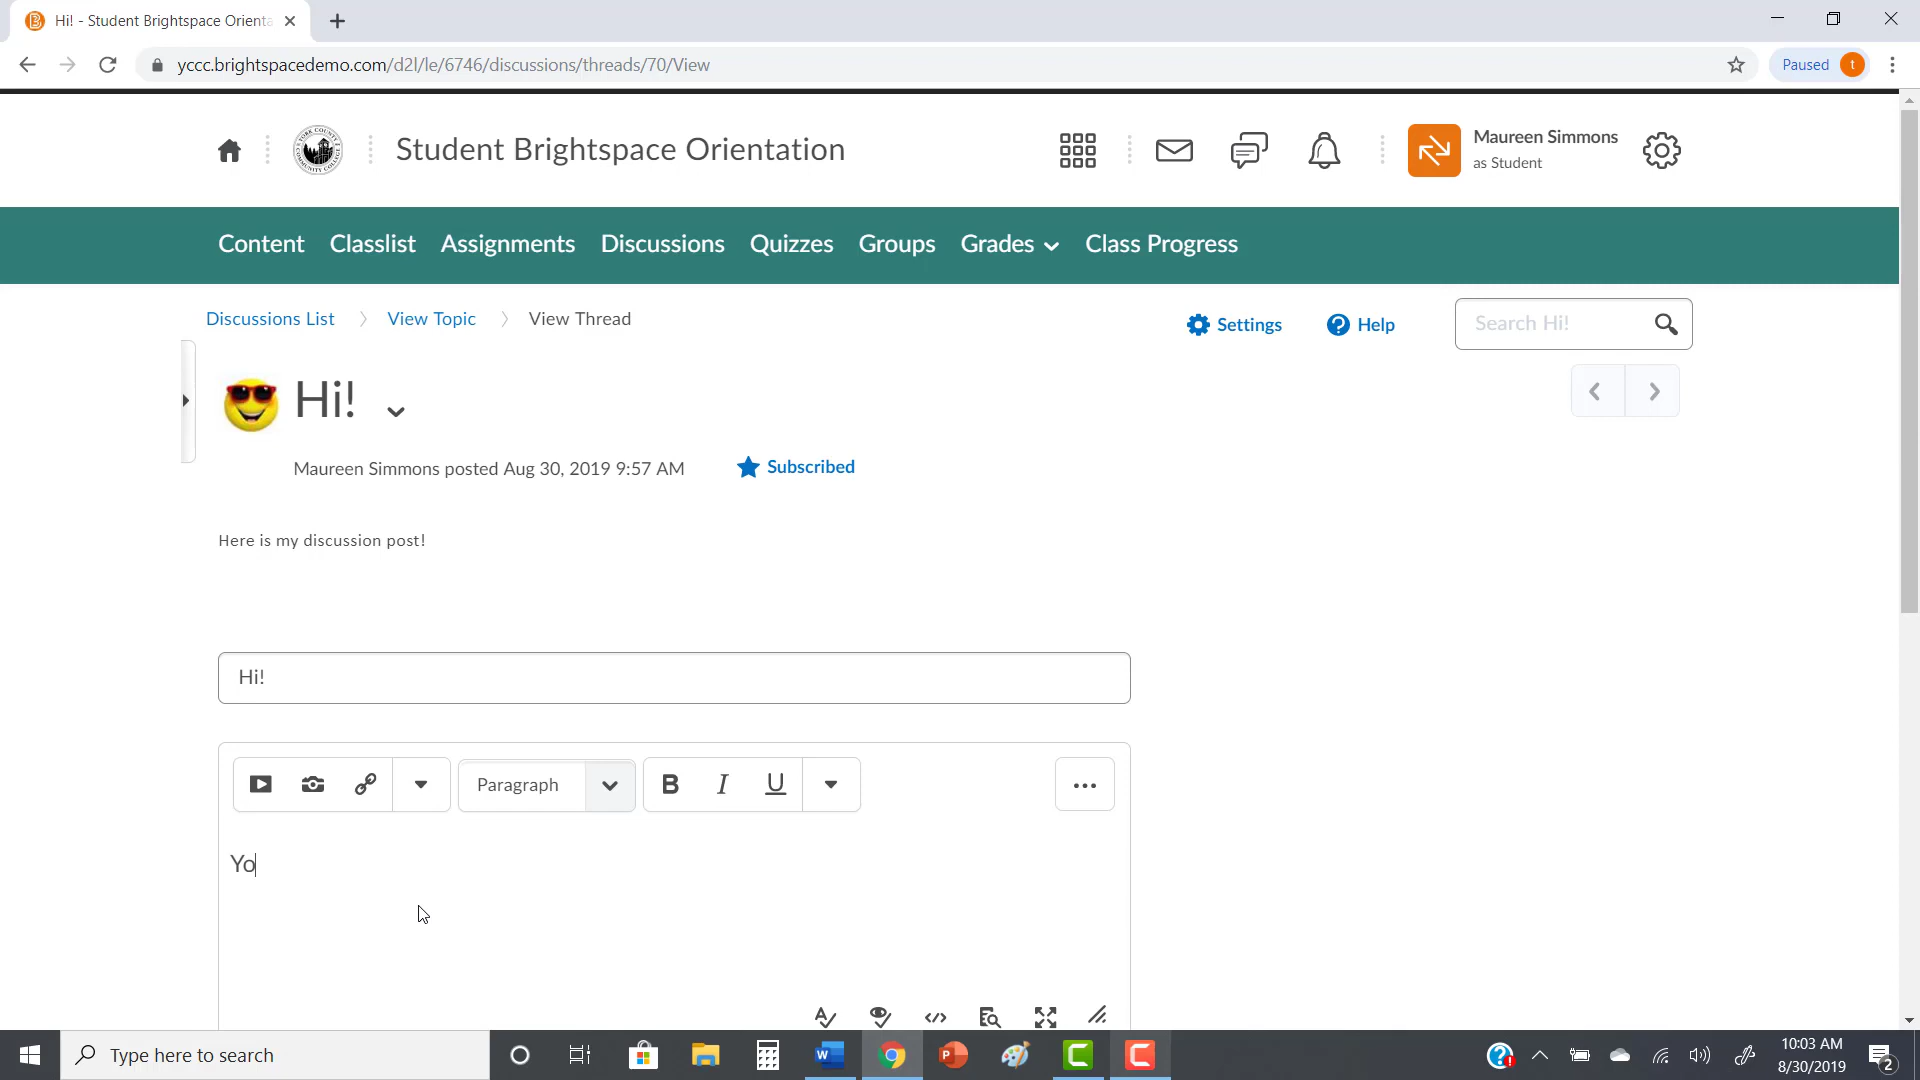 Hi! - Student Brightspace Orienta
yccc.brightspacedemo.com/d2l/le/6746/discussions/threads/70/View
Paused
t
Student Brightspace Orientation
Maureen Simmons
as Student
Content Classlist Assignments Discussions Quizzes Groups Grades Class Progress
Discussions List View Topic View Thread
Settings
Help
Search Hi!
Hi!
Maureen Simmons posted Aug 30, 2019 9:57 AM
Subscribed
Here is my discussion post!
Hi!
Paragraph
B I U
Yo
Type here to search
10:03 AM
8/30/2019
2